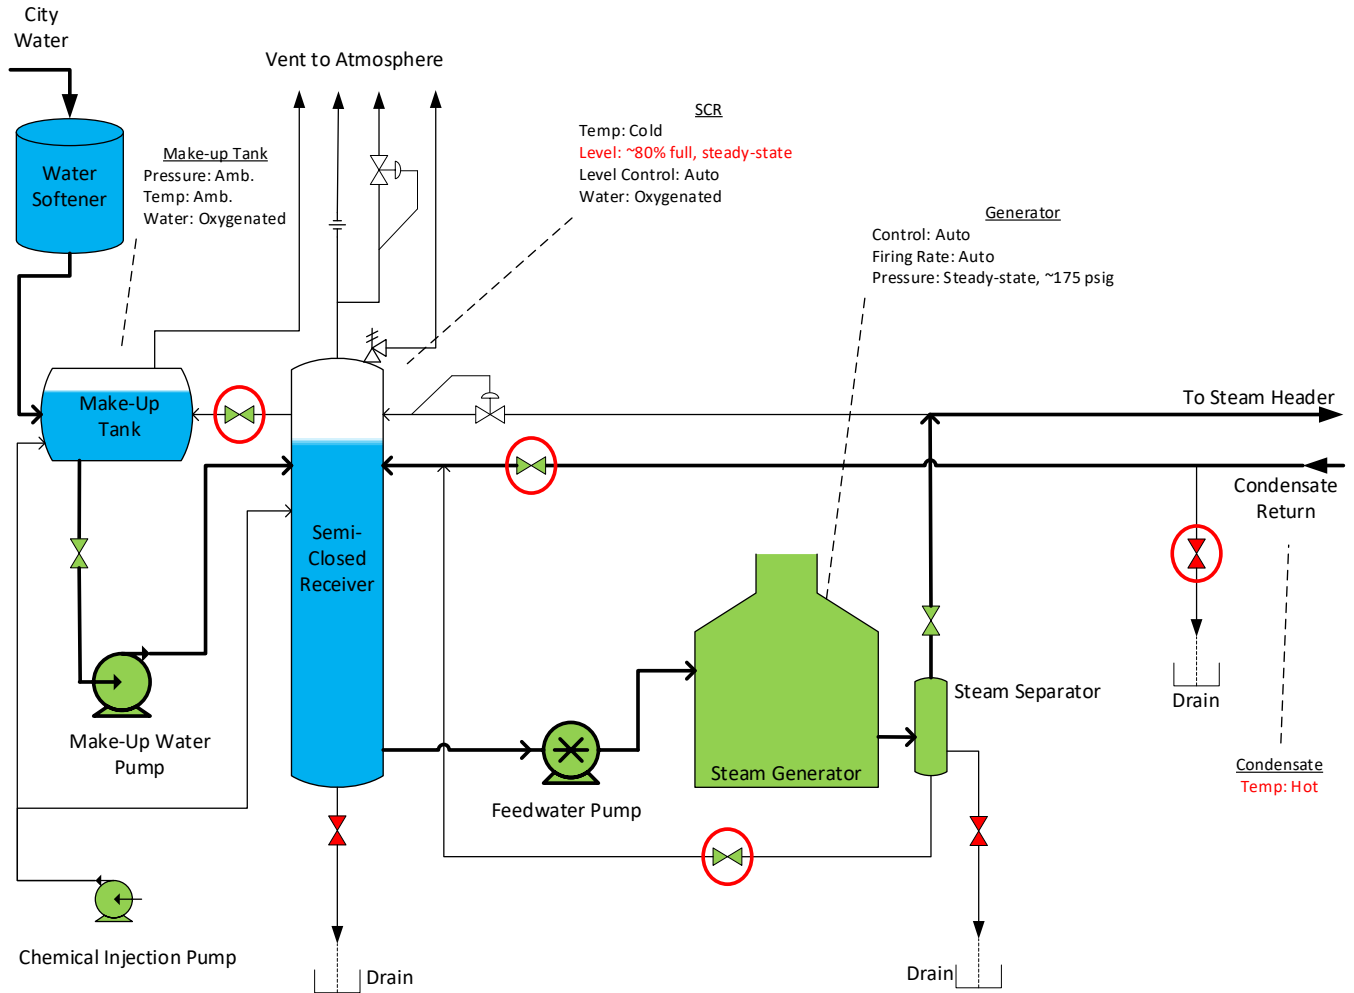 City
Water
Vent to Atmosphere
SCR
Temp: Cold
Level: ~80% full, steady-state
Level Control: Auto
Water: Oxygenated
Make-up Tank
Pressure: Amb.
Temp: Amb.
Water: Oxygenated
Water
Softener
Generator
Control: Auto
Firing Rate: Auto
Pressure: Steady-state, ~175 psig
Make-Up
Tank
To Steam Header
Condensate
Return
Semi-
Closed
Receiver
Steam Separator
Drain
Make-Up Water
Pump
Steam Generator
Feedwater Pump
Condensate
Temp: Hot
Chemical Injection Pump
Drain
Drain